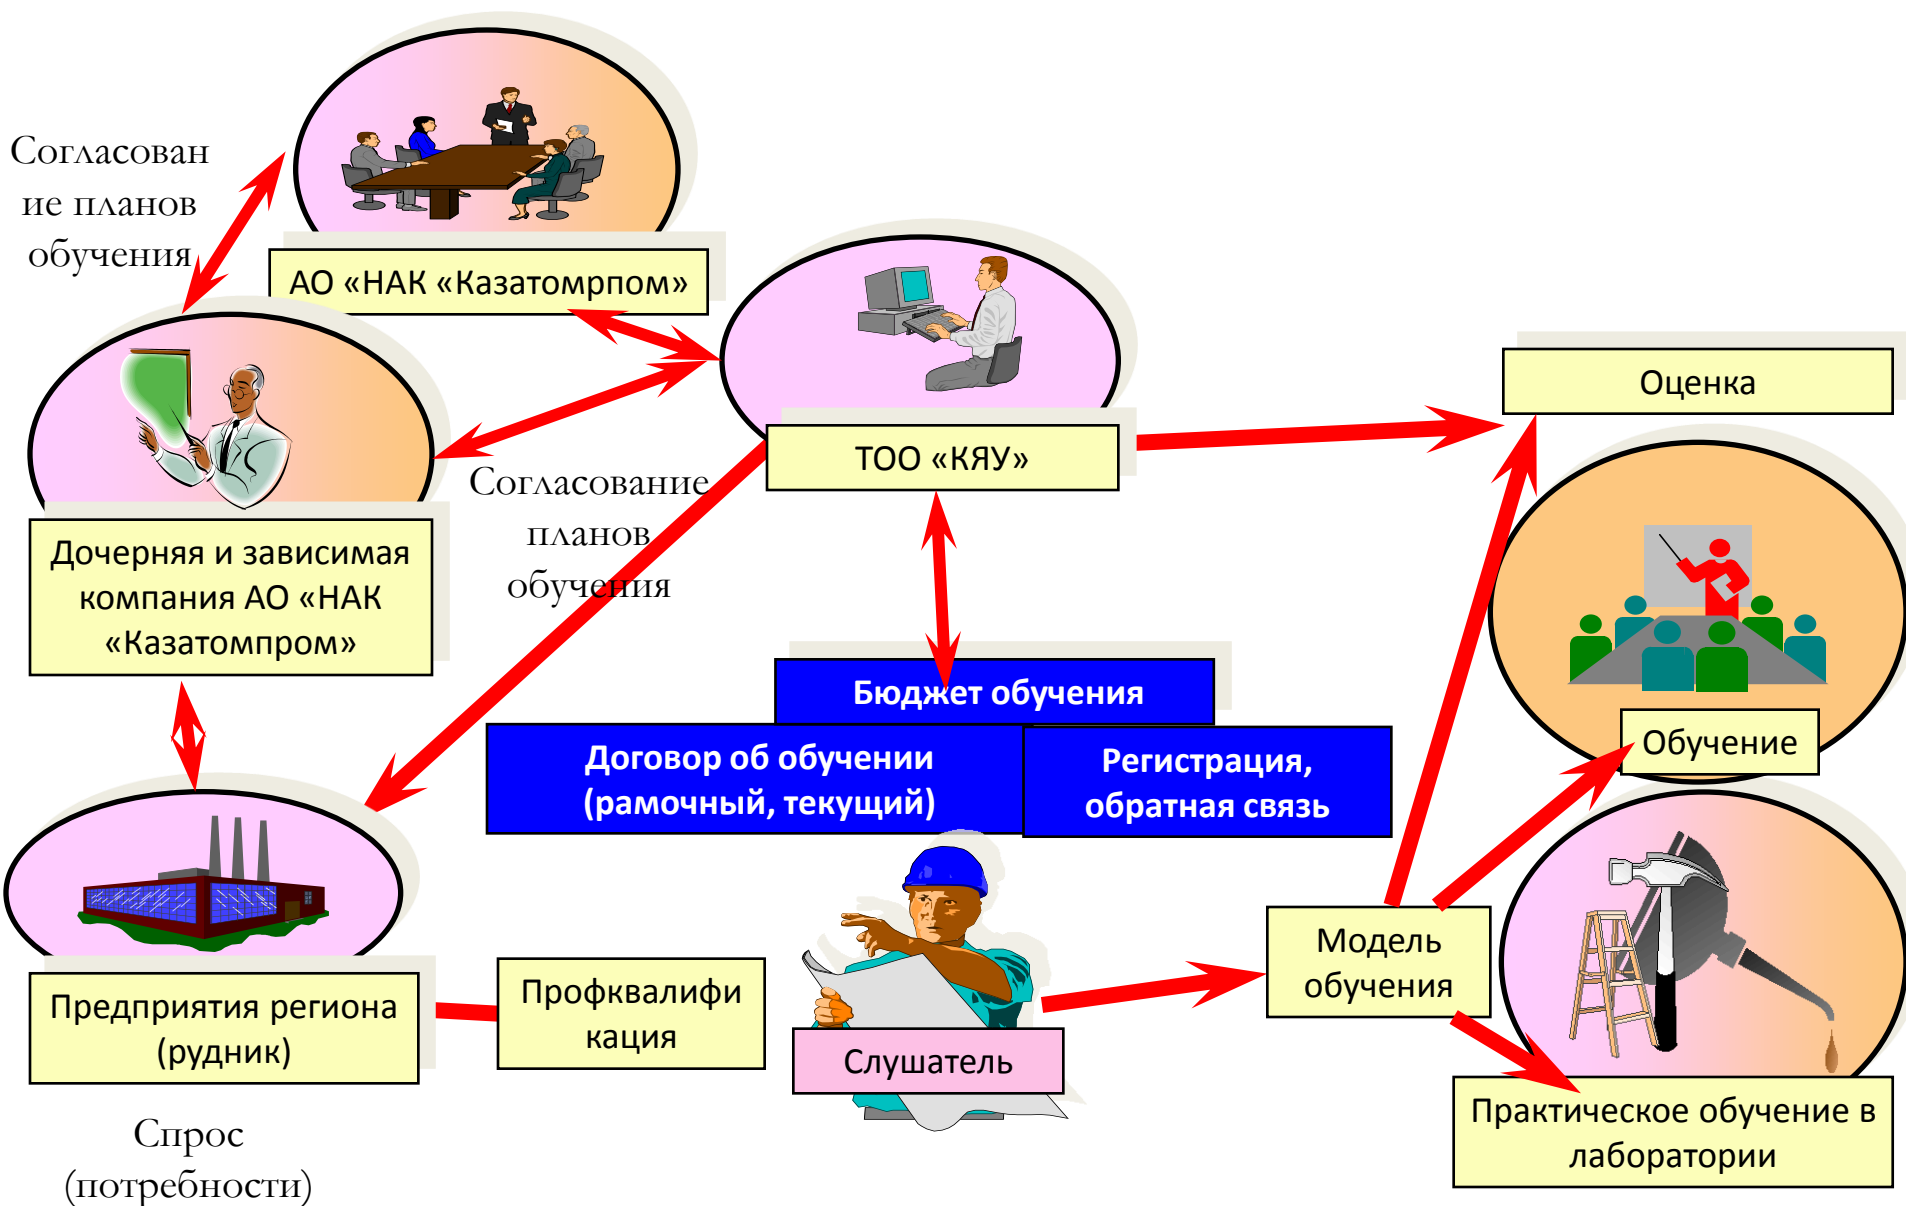 Согласован
ие планов
обучения
АО «НАК «Казатомрпом»
ТОО «КЯУ»
Оценка
Согласование
планов
обучения
Дочерняя и зависимая
компания АО «НАК
«Казатомпром»
Бюджет обучения
Договор об обучении
(рамочный, текущий)
Регистрация,
обратная связь
Обучение
Предприятия региона
(рудник)
Профквалифи
кация
Слушатель
Модель
обучения
Практическое обучение в
лаборатории
Спрос
(потребности)